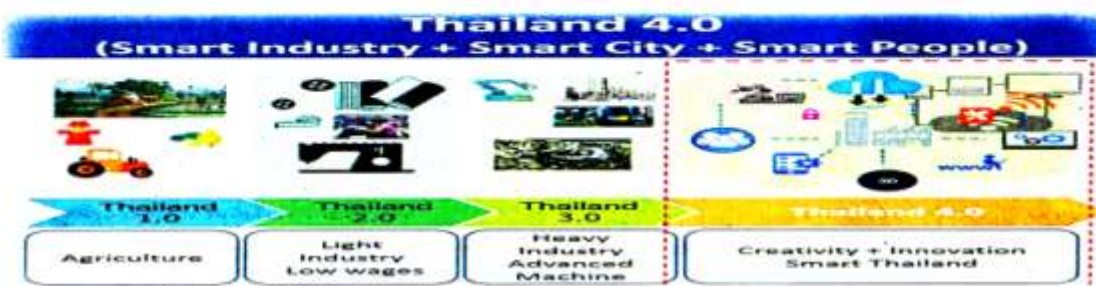 Thailand 4.0
(Smart Industry + Smart City + Smart People)
Thailand
1.0
Thailand
2.0
Thailand
3.0
Thailand 4.0
Agriculture
Light
Industry
Low wages
Heavy
Industry
Advanced
Machine
Creativity + Innovation
Smart Thailand